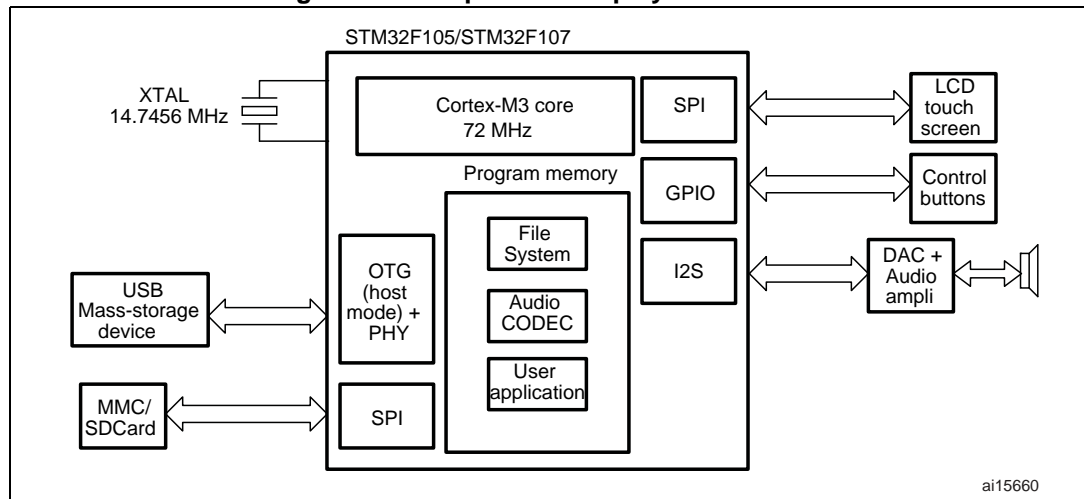 STM32F105/STM32F107
XTAL
14.7456 MHz
Cortex-M3 core
72 MHz
SPI
LCD
touch
screen
Program memory
GPIO
Control
buttons
File
System
OTG
(host
mode) +
PHY
I2S
DAC +
Audio
ampli
USB
Mass-storage
device
Audio
CODEC
User
application
MMC/
SDCard
SPI
ai15660